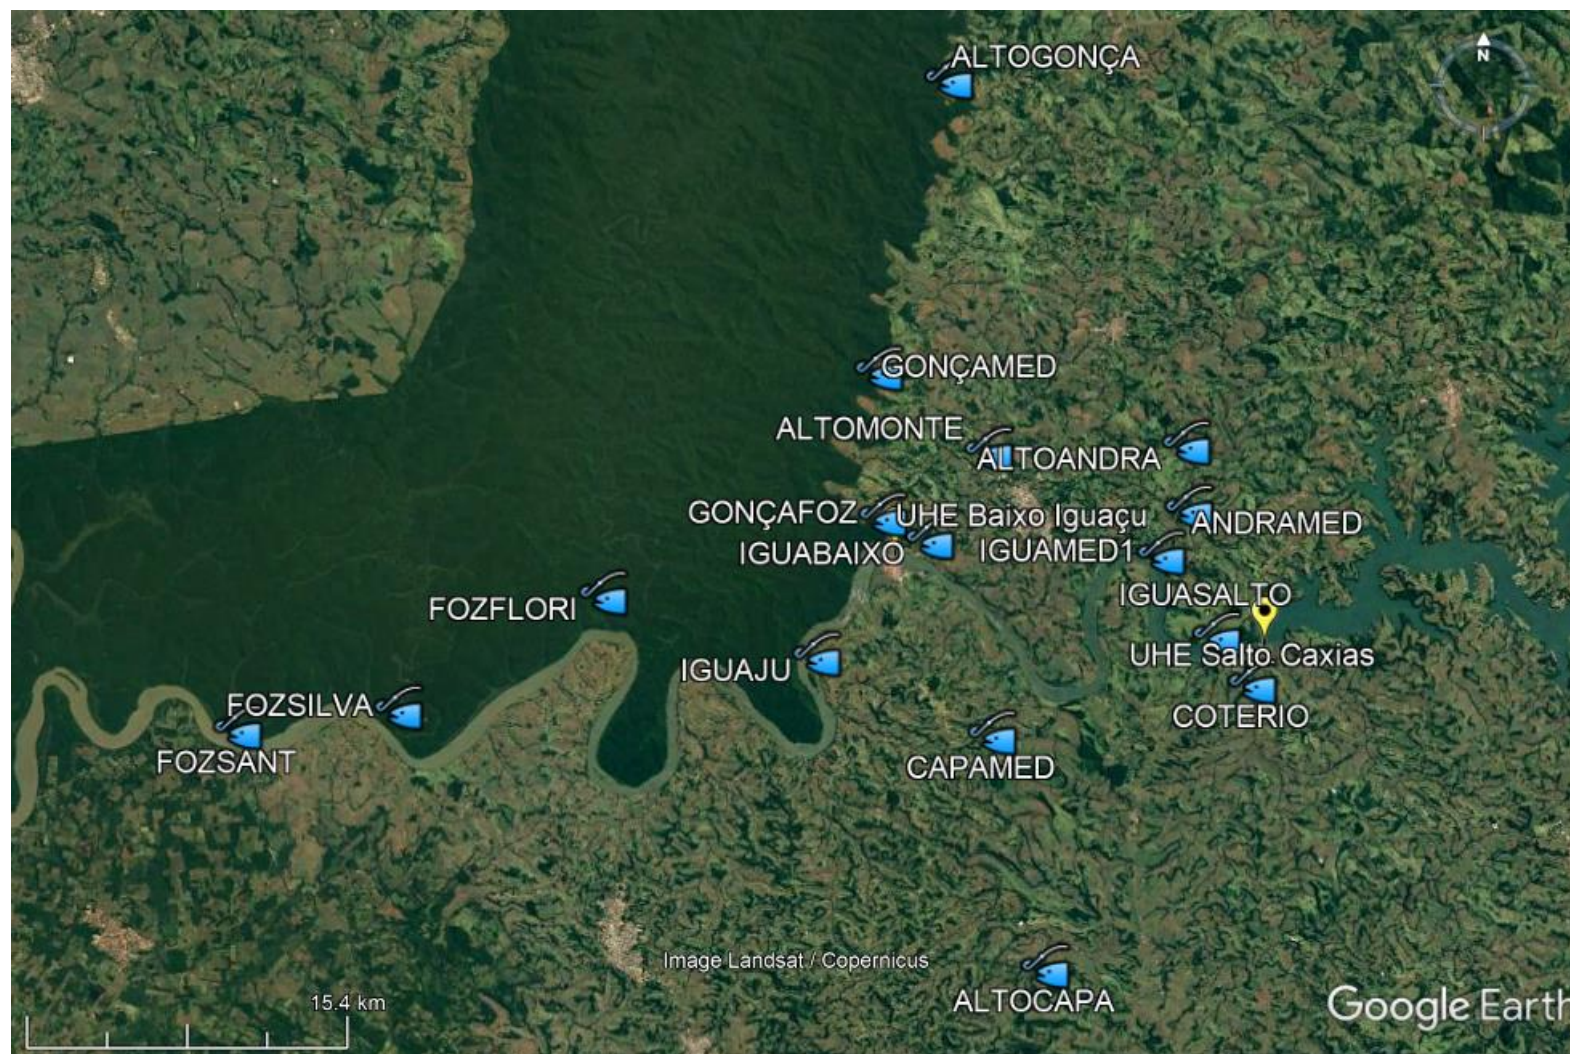 ALTOGONÇA
N
GONÇAMED
ALTOMONTE
ALTOANDRA
GONÇAFOZ
UHE Baixo Iguaçu
ANDRAMED
IGUABAIXO
IGUAMED1
IGUASALTO
FOZFLORI
IGUAJU
UHE Salto Caxias
FOZSILVA
COTERIO
FOZSANT
CAPAMED
Image Landsat / Copernicus
15.4 km
ALTOCAPA
Google Earth